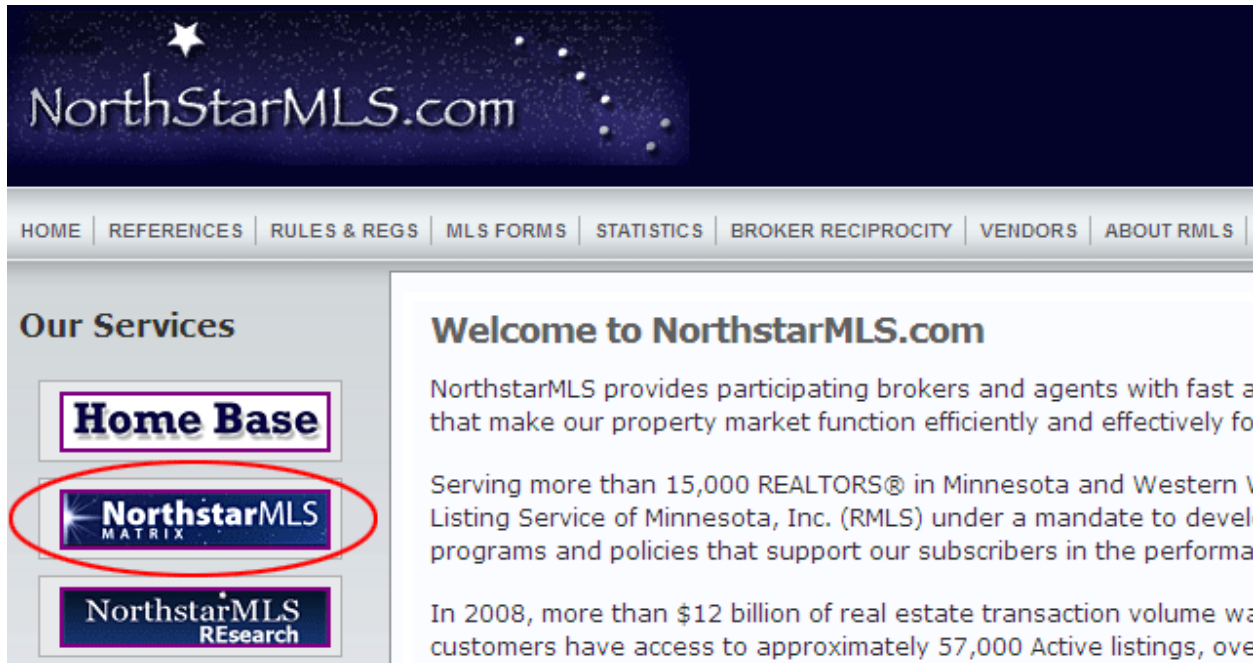 NorthStarMLS.com
HOME REFERENCES RULES & REGS MLS FORMS STATISTICS BROKER RECIPROCITY VENDORS ABOUT RMLS
Our Services
Home Base
NorthstarMLS
MATRIX
NorthstarMLS
REsearch
Welcome to NorthstarMLS.com
NorthstarMLS provides participating brokers and agents with fast a
that make our property market function efficiently and effectively fo
Serving more than 15,000 REALTORS® in Minnesota and Western W
Listing Service of Minnesota, Inc. (RMLS) under a mandate to devel
programs and policies that support our subscribers in the performa
In 2008, more than $12 billion of real estate transaction volume wa
customers have access to approximately 57,000 Active listings, ove